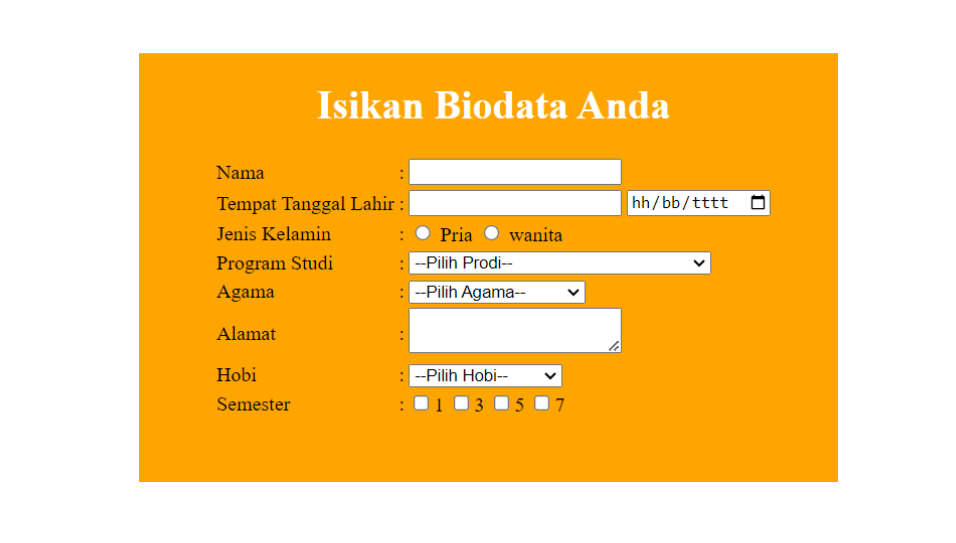 Isikan Biodata Anda
Nama :
Tempat Tanggal Lahir : hh/bb/tttt
Jenis Kelamin : Pria wanita
Program Studi : --Pilih Prodi--
Agama : --Pilih Agama--
Alamat :
Hobi : --Pilih Hobi--
Semester : 1 3 5 7